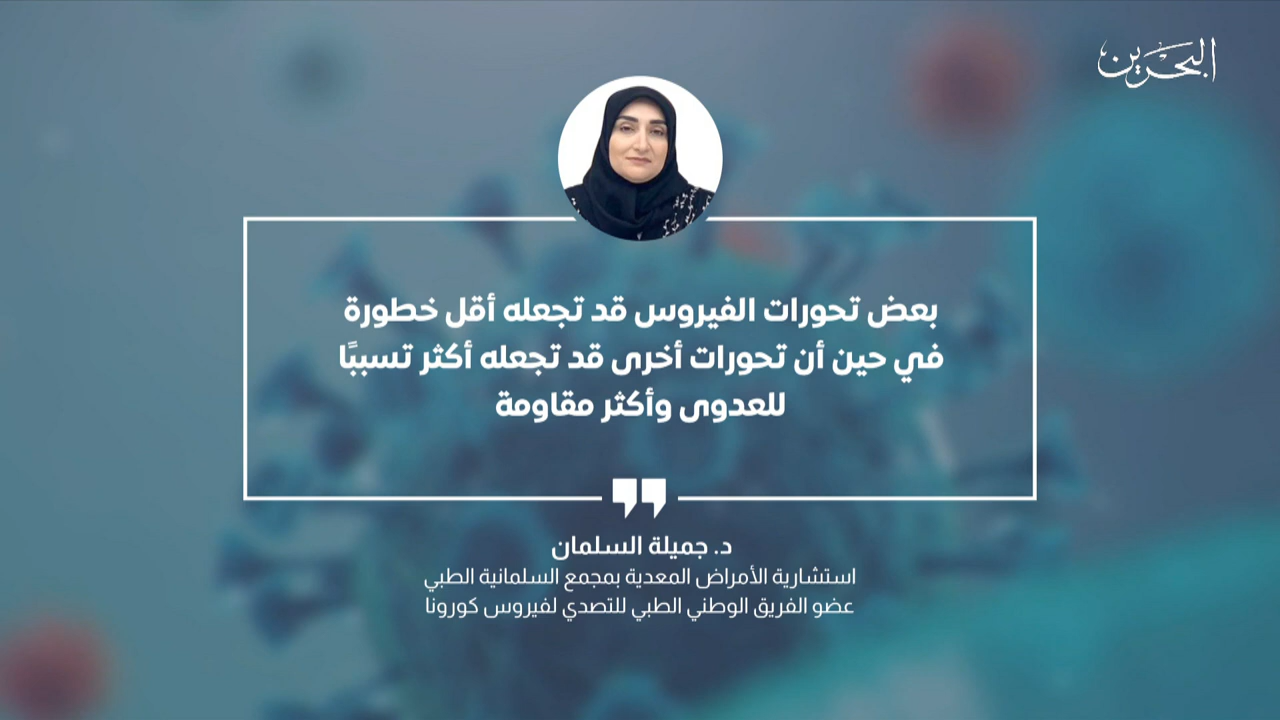 البحرين
بعض تحورات الفيروس قد تجعله أقل خطورة
في حين أن تحورات أخرى قد تجعله أكثر تسببًا
للعدوى وأكثر مقاومة
د. جميلة السلمان
استشارية الأمراض المعدية بمجمع السلمانية الطبي
عضو الفريق الوطني الطبي للتصدي لفيروس كورونا